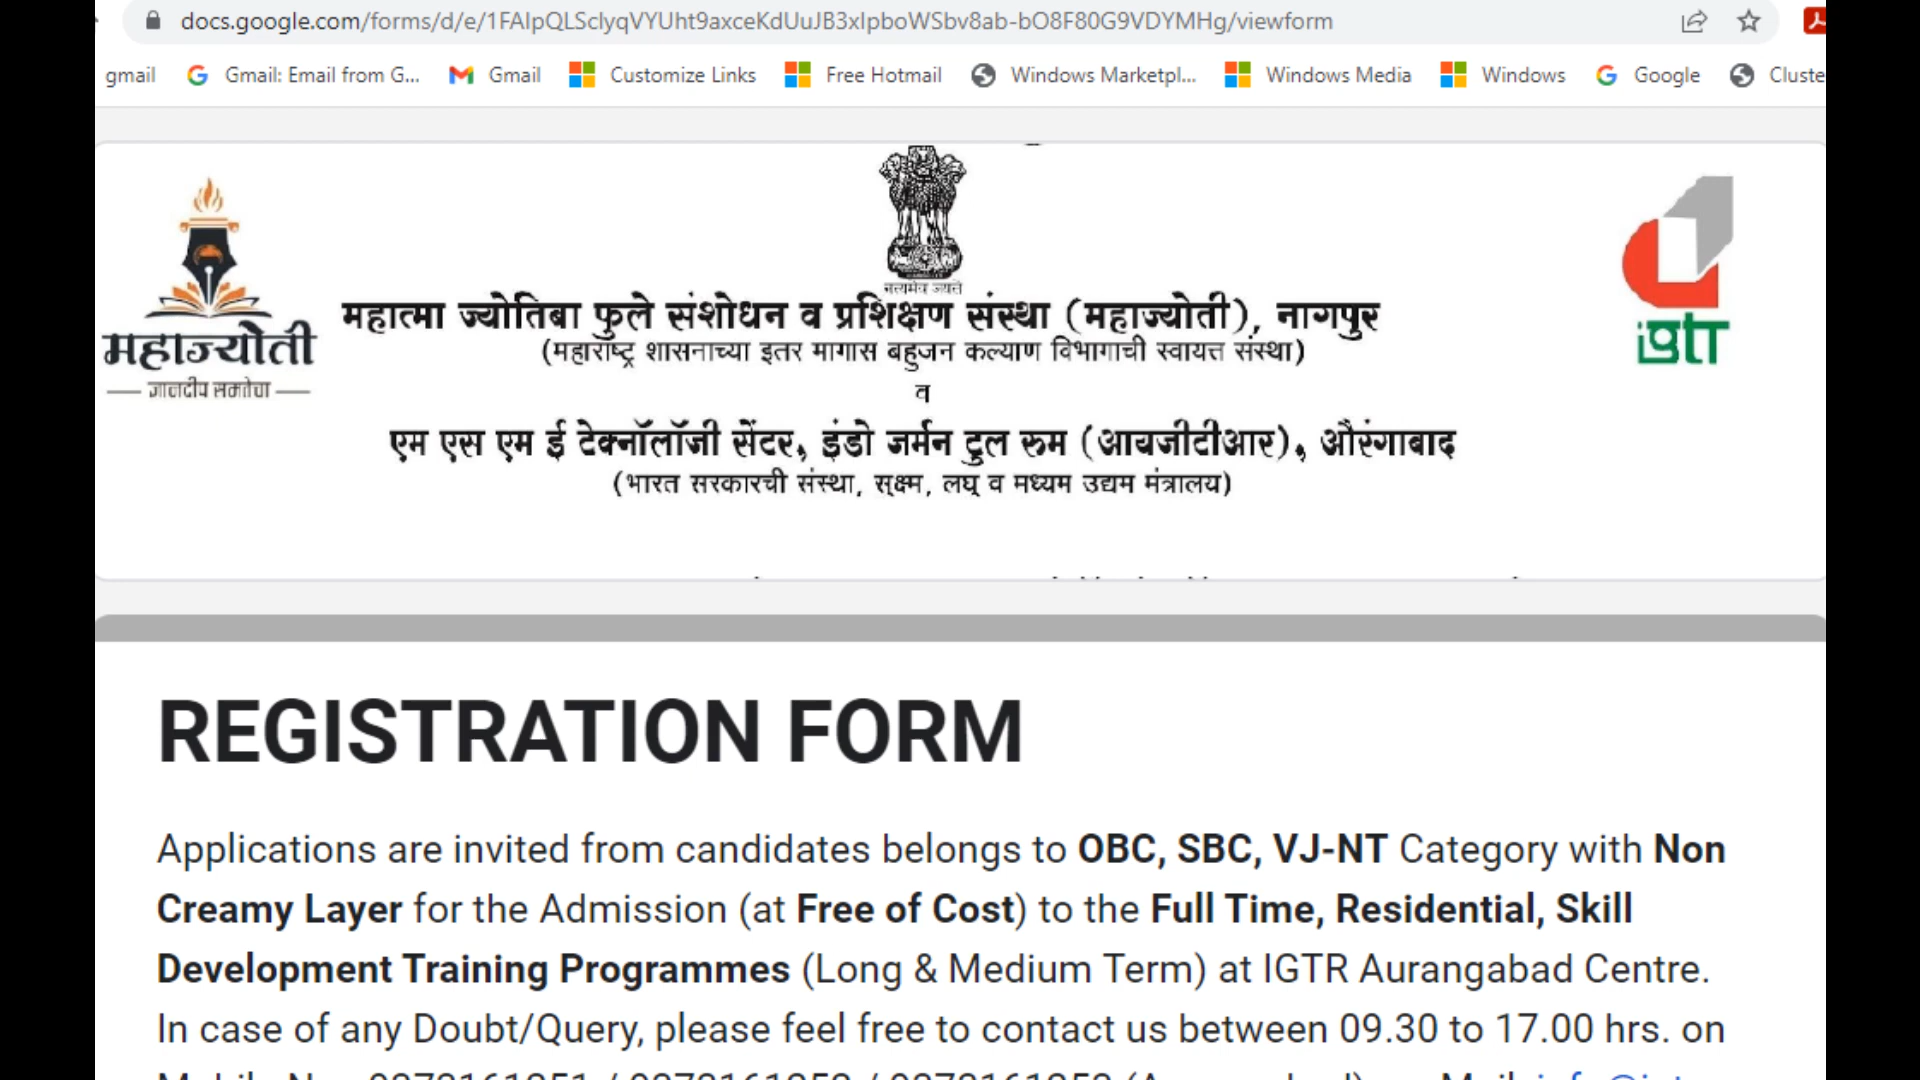 docs.google.com/forms/d/e/1FAIpQLSclyqVYUht9axceKdUuJB3xIpboWSbv8ab-bO8F80G9VDYMHg/viewform
gmail Gmail: Email from G... Gmail Customize Links Free Hotmail Windows Marketpl... Windows Media Windows Google Cluste
सत्यमेव जयते
महाज्योती
महात्मा ज्योतिबा फुले संशोधन व प्रशिक्षण संस्था (महाज्योती), नागपुर
(महाराष्ट्र शासनाच्या इतर मागास बहुजन कल्याण विभागाची स्वायत्त संस्था)
igtr
व
एम एस एम ई टेक्नॉलॉजी सेंटर, इंडो जर्मन टुल रुम (आयजीटीआर), औरंगाबाद
(भारत सरकारची संस्था, सूक्ष्म, लघु व मध्यम उद्यम मंत्रालय)
REGISTRATION FORM
Applications are invited from candidates belongs to OBC, SBC, VJ-NT Category with Non
Creamy Layer for the Admission (at Free of Cost) to the Full Time, Residential, Skill
Development Training Programmes (Long & Medium Term) at IGTR Aurangabad Centre.
In case of any Doubt/Query, please feel free to contact us between 09.30 to 17.00 hrs. on